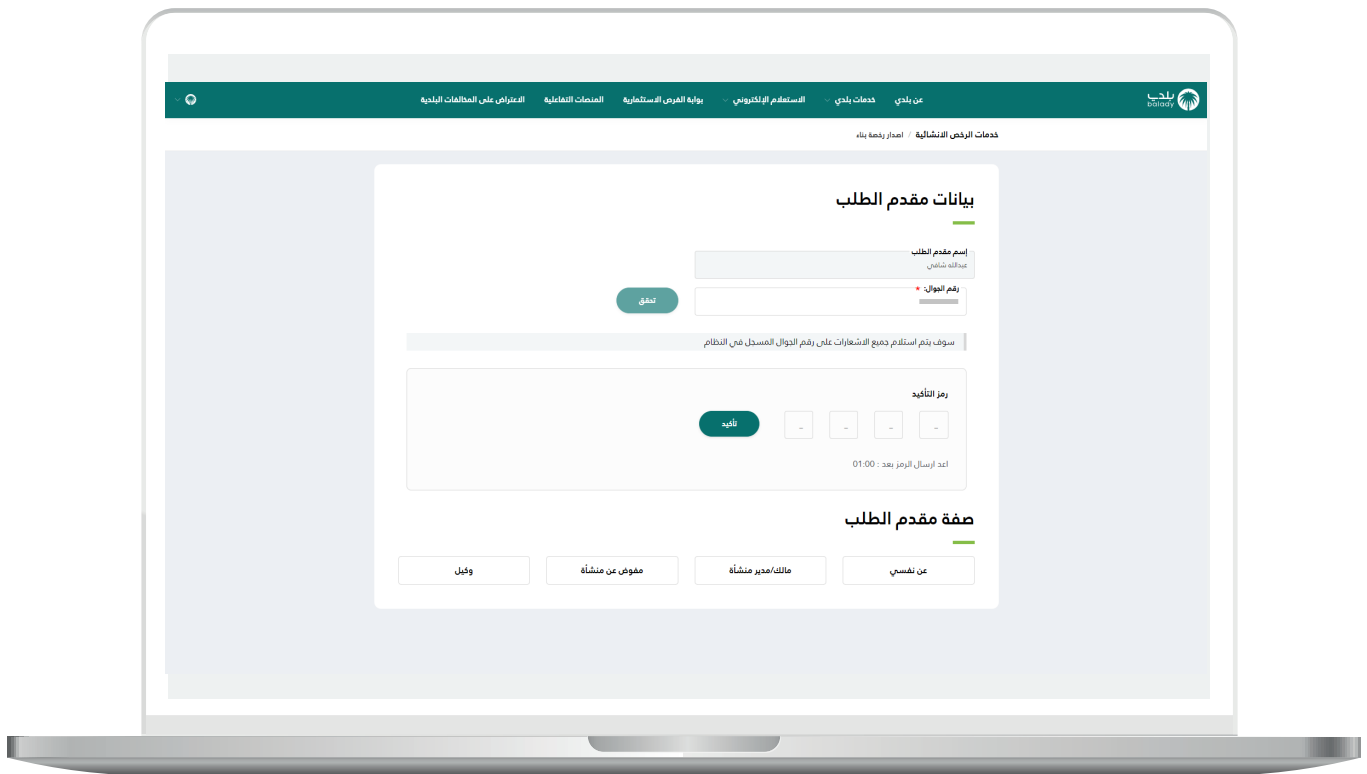 بلدي
balady
عن بلدي
خدمات بلدي
الاستعلام الإلكتروني
بوابة الفرص الاستثمارية
المنصات التفاعلية
الاعتراض على المخالفات البلدية
خدمات الرخص الانشائية / اصدار رخصة بناء
بيانات مقدم الطلب
إسم مقدم الطلب
عبدالله شافي
رقم الجوال: *
تحقق
سوف يتم استلام جميع الاشعارات على رقم الجوال المسجل في النظام
رمز التأكيد
_ _ _ _
تأكيد
اعد ارسال الرمز بعد : 01:00
صفة مقدم الطلب
عن نفسي
مالك/مدير منشأة
مفوض عن منشأة
وكيل